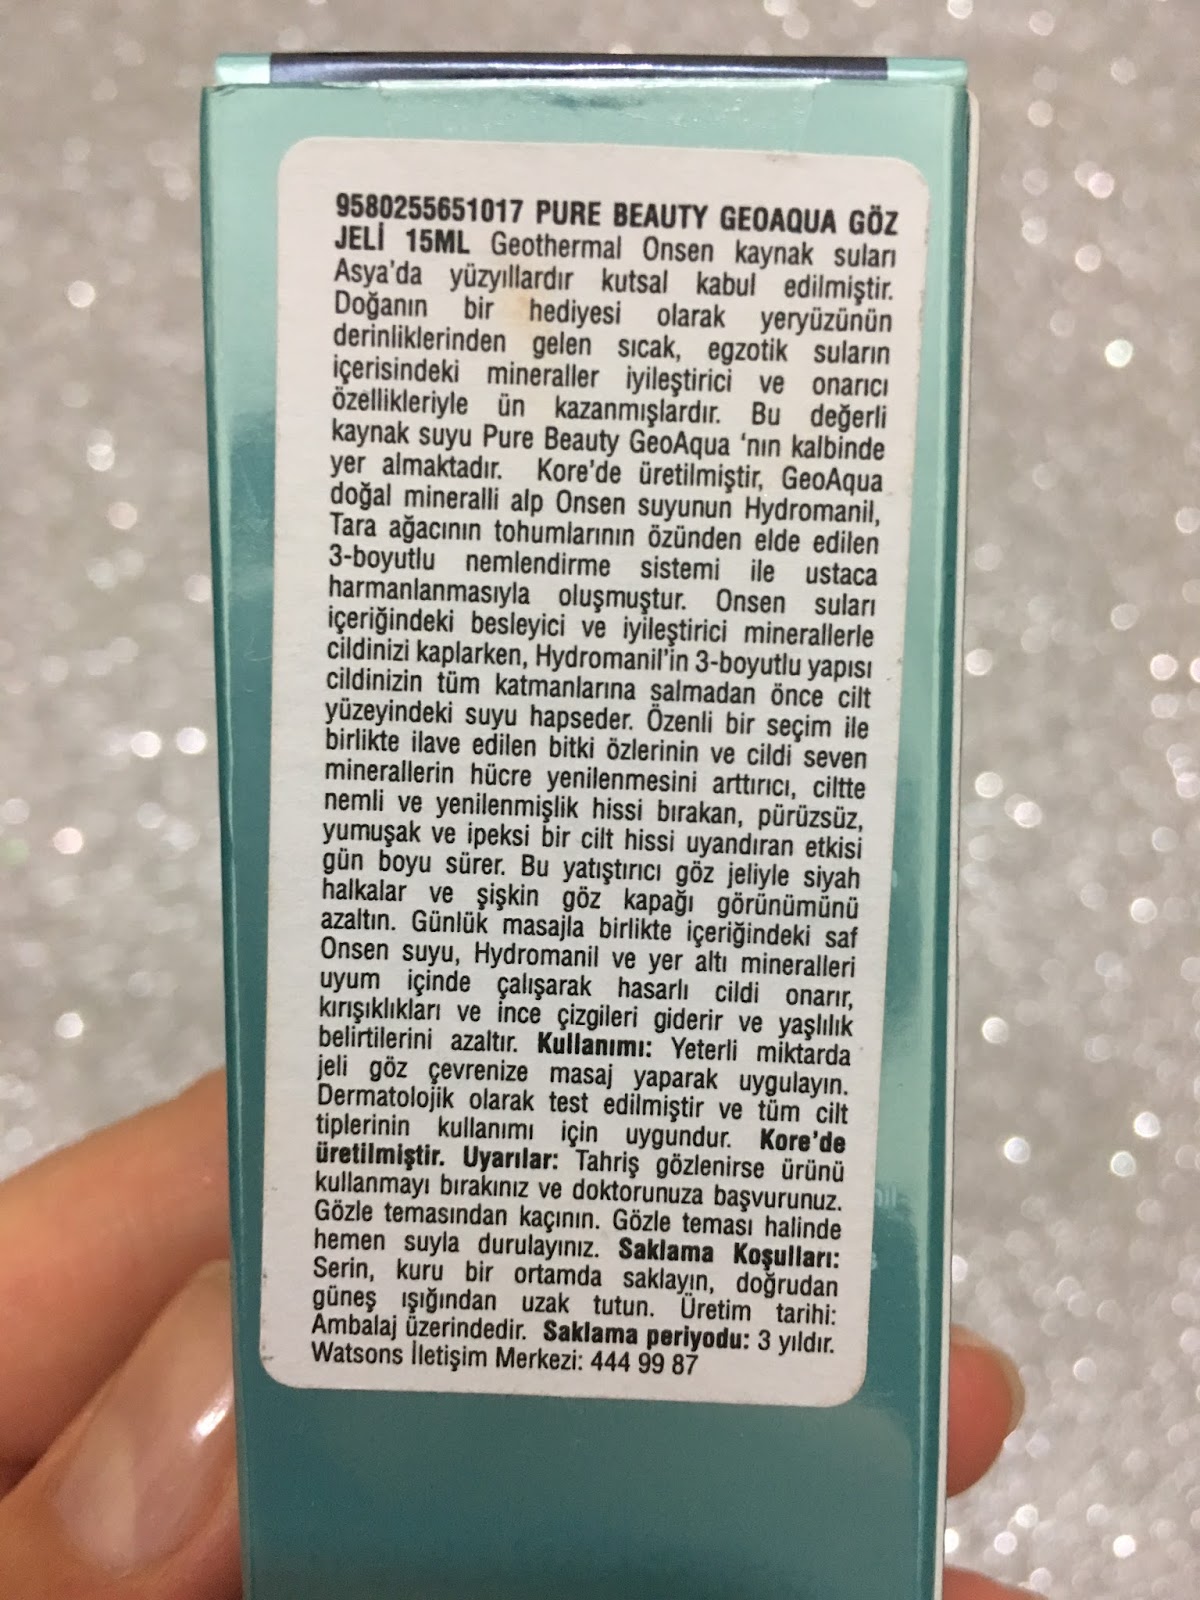 9580255651017 PURE BEAUTY GEOAQUA GÖZ
JELİ 15ML Geothermal Onsen kaynak suları
Asya'da yüzyıllardır kutsal kabul edilmiştir.
Doğanın bir hediyesi olarak yeryüzünün
derinliklerinden gelen sıcak, egzotik suların
içerisindeki mineraller iyileştirici ve onarıcı
özellikleriyle ün kazanmışlardır. Bu değerli
kaynak suyu Pure Beauty GeoAqua 'nın kalbinde
yer almaktadır. Kore'de üretilmiştir, GeoAqua
doğal mineralli alp Onsen suyunun Hydromanil,
Tara ağacının tohumlarının özünden elde edilen
3-boyutlu nemlendirme sistemi ile ustaca
harmanlanmasıyla oluşmuştur. Onsen suları
içeriğindeki besleyici ve iyileştirici minerallerle
cildinizi kaplarken, Hydromanil'in 3-boyutlu yapısı
cildinizin tüm katmanlarına salmadan önce cilt
yüzeyindeki suyu hapseder. Özenli bir seçim ile
birlikte ilave edilen bitki özlerinin ve cildi seven
minerallerin hücre yenilenmesini arttırıcı, ciltte
nemli ve yenilenmişlik hissi bırakan, pürüzsüz,
yumuşak ve ipeksi bir cilt hissi uyandıran etkisi
gün boyu sürer. Bu yatıştırıcı göz jeliyle siyah
halkalar ve şişkin göz kapağı görünümünü
azaltın. Günlük masajla birlikte içeriğindeki saf
Onsen suyu, Hydromanil ve yer altı mineralleri
uyum içinde çalışarak hasarlı cildi onarır,
kırışıklıkları ve ince çizgileri giderir ve yaşlılık
belirtilerini azaltır. Kullanımı: Yeterli miktarda
jeli göz çevrenize masaj yaparak uygulayın.
Dermatolojik olarak test edilmiştir ve tüm cilt
tiplerinin kullanımı için uygundur. Kore'de
üretilmiştir. Uyarılar: Tahriş gözlenirse ürünü
kullanmayı bırakınız ve doktorunuza başvurunuz.
Gözle temasından kaçının. Gözle teması halinde
hemen suyla durulayınız. Saklama Koşulları:
Serin, kuru bir ortamda saklayın, doğrudan
güneş ışığından uzak tutun. Üretim tarihi:
Ambalaj üzerindedir. Saklama periyodu: 3 yıldır.
Watsons İletişim Merkezi: 444 99 87